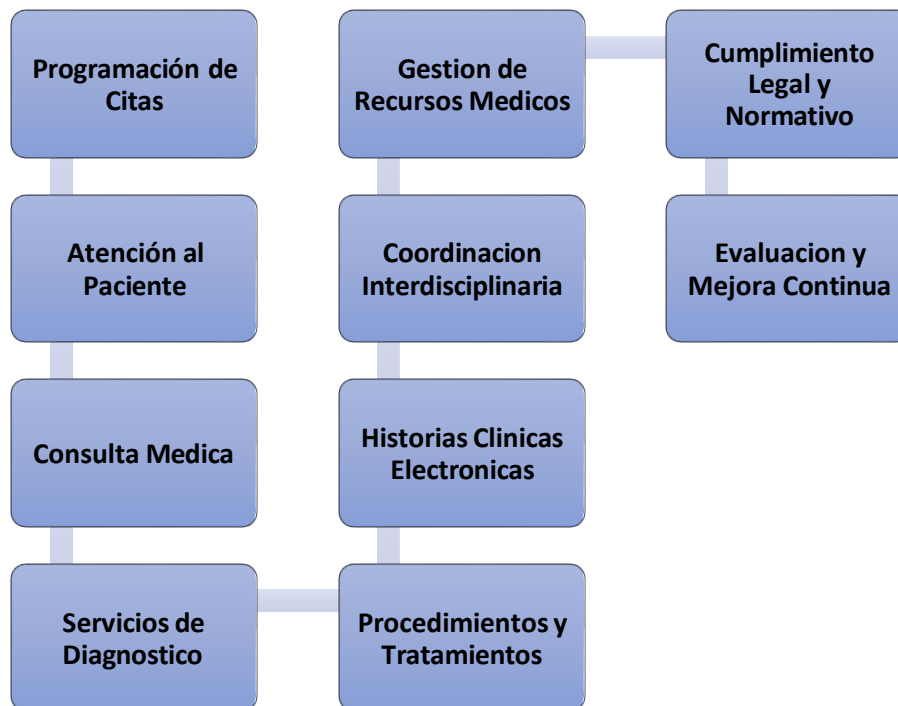 Programación de
Citas
Atención al
Paciente
Consulta Medica
Servicios de
Diagnostico
Procedimientos y
Tratamientos
Historias Clinicas
Electronicas
Coordinacion
Interdisciplinaria
Gestion de
Recursos Medicos
Cumplimiento
Legal y
Normativo
Evaluacion y
Mejora Continua